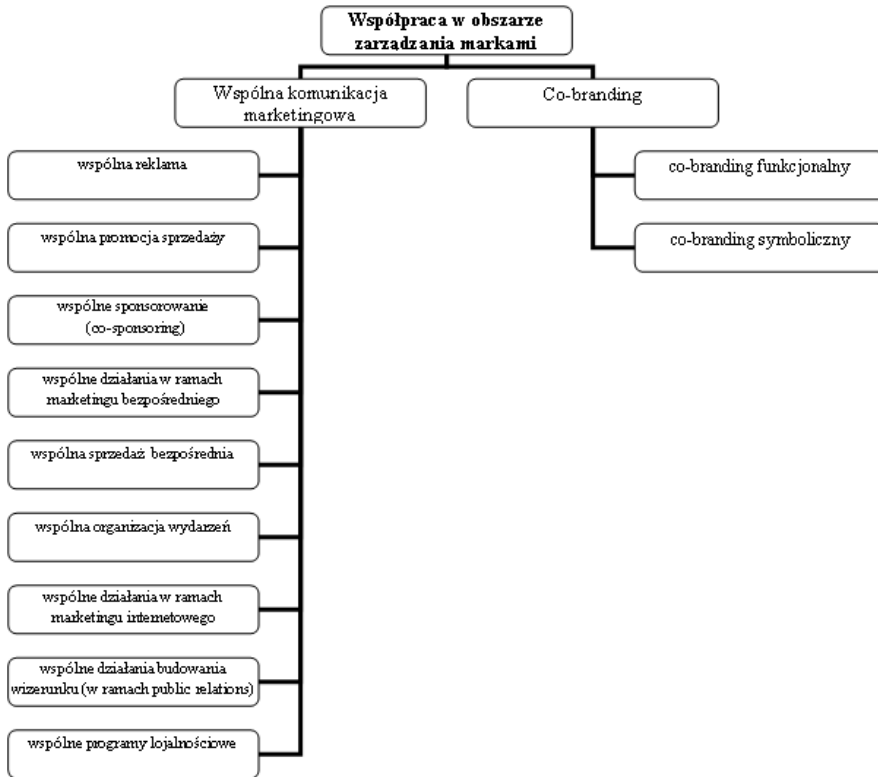 Współpraca w obszarze
zarządzania markami
Wspólna komunikacja
marketingowa
Co-branding
wspólna reklama
wspólna promocja sprzedaży
wspólne sponsorowanie
(co-sponsoring)
wspólne działania w ramach
marketingu bezpośredniego
wspólna sprzedaż bezpośrednia
wspólna organizacja wydarzeń
wspólne działania w ramach
marketingu internetowego
wspólne działania budowania
wizerunku (w ramach public relations)
wspólne programy lojalnościowe
co-branding funkcjonalny
co-branding symboliczny